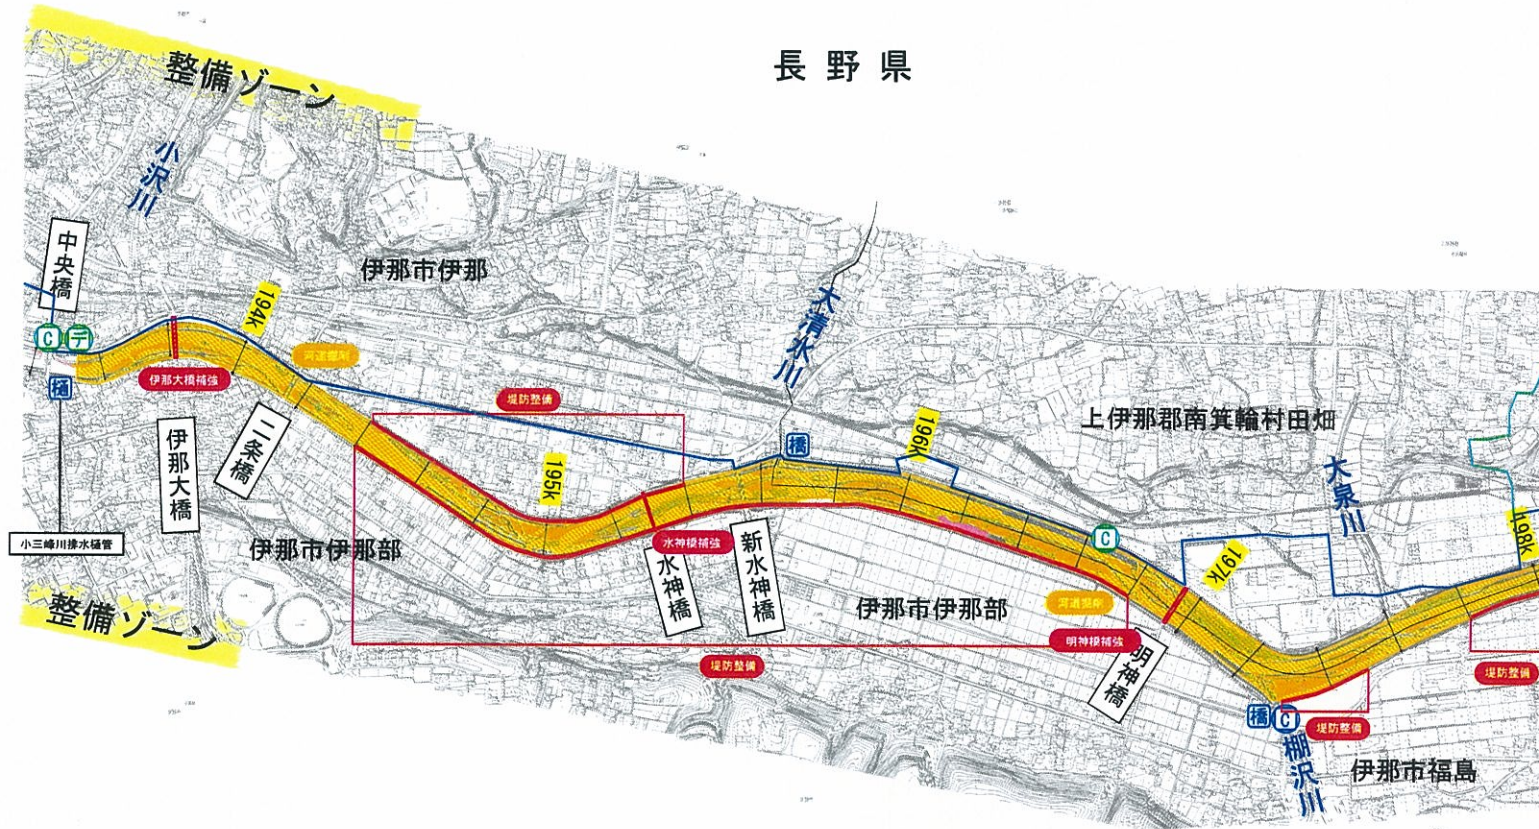 長野県
整備ゾーン
小沢川
中央橋
伊那市伊那
194k
C
デ
樋
伊那大橋補強
河道掘削
堤防整備
大清水川
橋
196k
上伊那郡南箕輪村田畑
大泉川
198k
伊那大橋
二条橋
195k
小三峰川排水樋管
伊那市伊那部
水神橋補強
水神橋
新水神橋
C
197k
伊那市伊那部
河道掘削
明神橋補強
明神橋
整備ゾーン
堤防整備
堤防整備
橋
C
堤防整備
棚沢川
伊那市福島